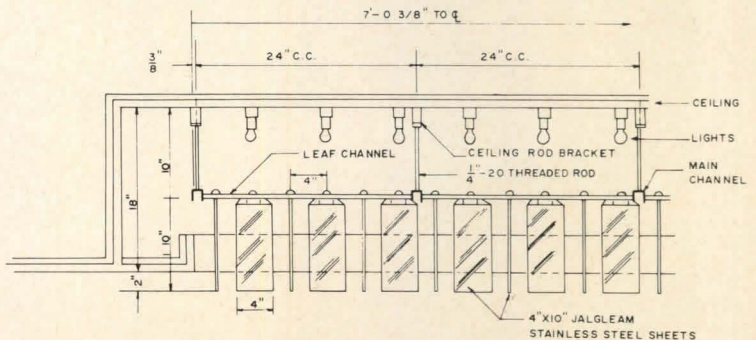 7'-0 3/8" TO ℄
3/8"
24" C.C.
24" C.C.
CEILING
LIGHTS
LEAF CHANNEL
CEILING ROD BRACKET
4"
1/4"-20 THREADED ROD
MAIN
CHANNEL
10"
18"
10"
2"
4"
4"X10" JALGLEAM
STAINLESS STEEL SHEETS